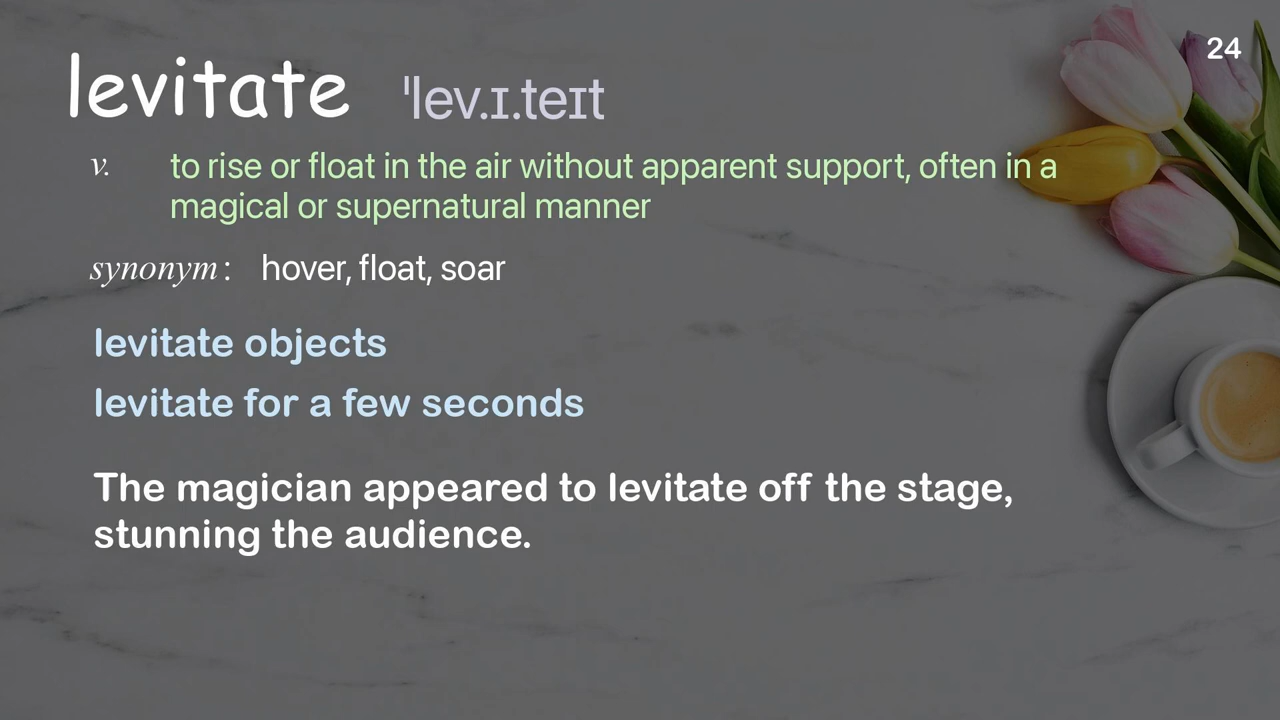 24
levitate ˈlev.ɪ.teɪt
v. to rise or float in the air without apparent support, often in a
magical or supernatural manner
synonym: hover, float, soar
levitate objects
levitate for a few seconds
The magician appeared to levitate off the stage,
stunning the audience.